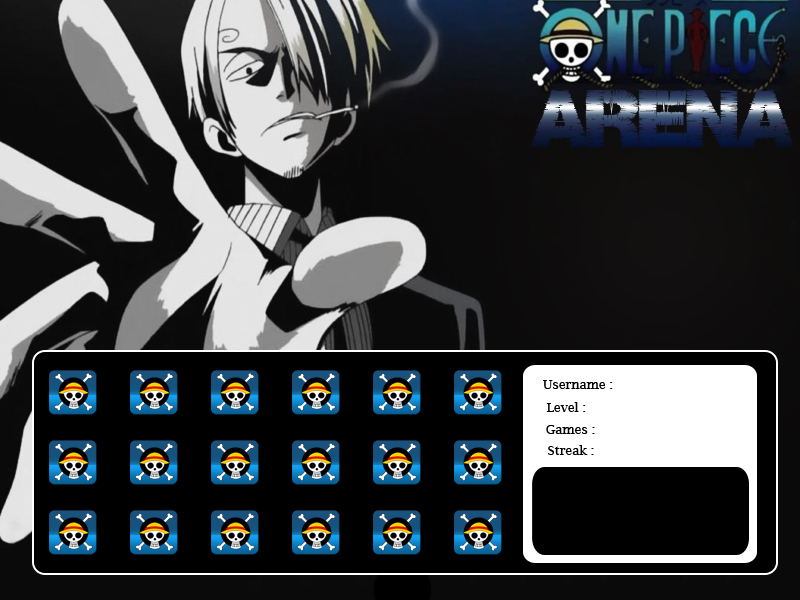 ONE PIECE
ARENA
Username :
Level :
Games :
Streak :